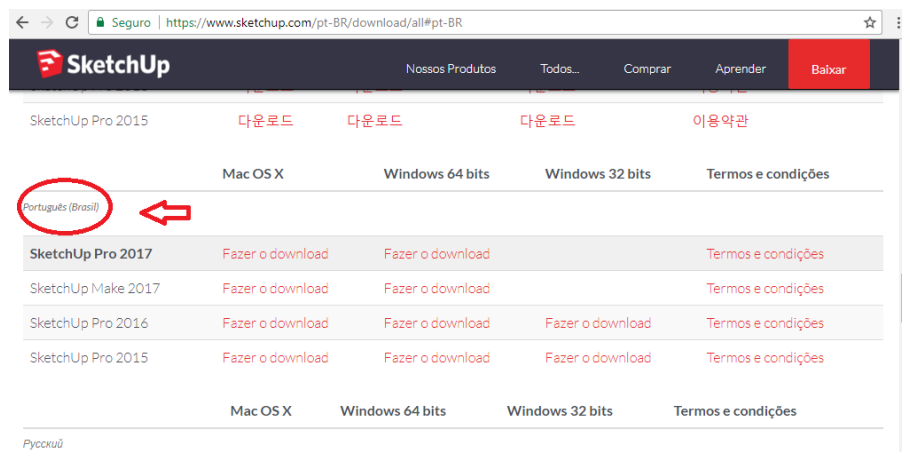 Seguro | https://www.sketchup.com/pt-BR/download/all#pt-BR
SketchUp Nossos Produtos Todos... Comprar Aprender Baixar
SketchUp Pro 2015 다운로드 다운로드 다운로드 이용약관
Mac OS X Windows 64 bits Windows 32 bits Termos e condições
Português (Brasil)
SketchUp Pro 2017 Fazer o download Fazer o download Termos e condições
SketchUp Make 2017 Fazer o download Fazer o download Termos e condições
SketchUp Pro 2016 Fazer o download Fazer o download Fazer o download Termos e condições
SketchUp Pro 2015 Fazer o download Fazer o download Fazer o download Termos e condições
Mac OS X Windows 64 bits Windows 32 bits Termos e condições
Русский